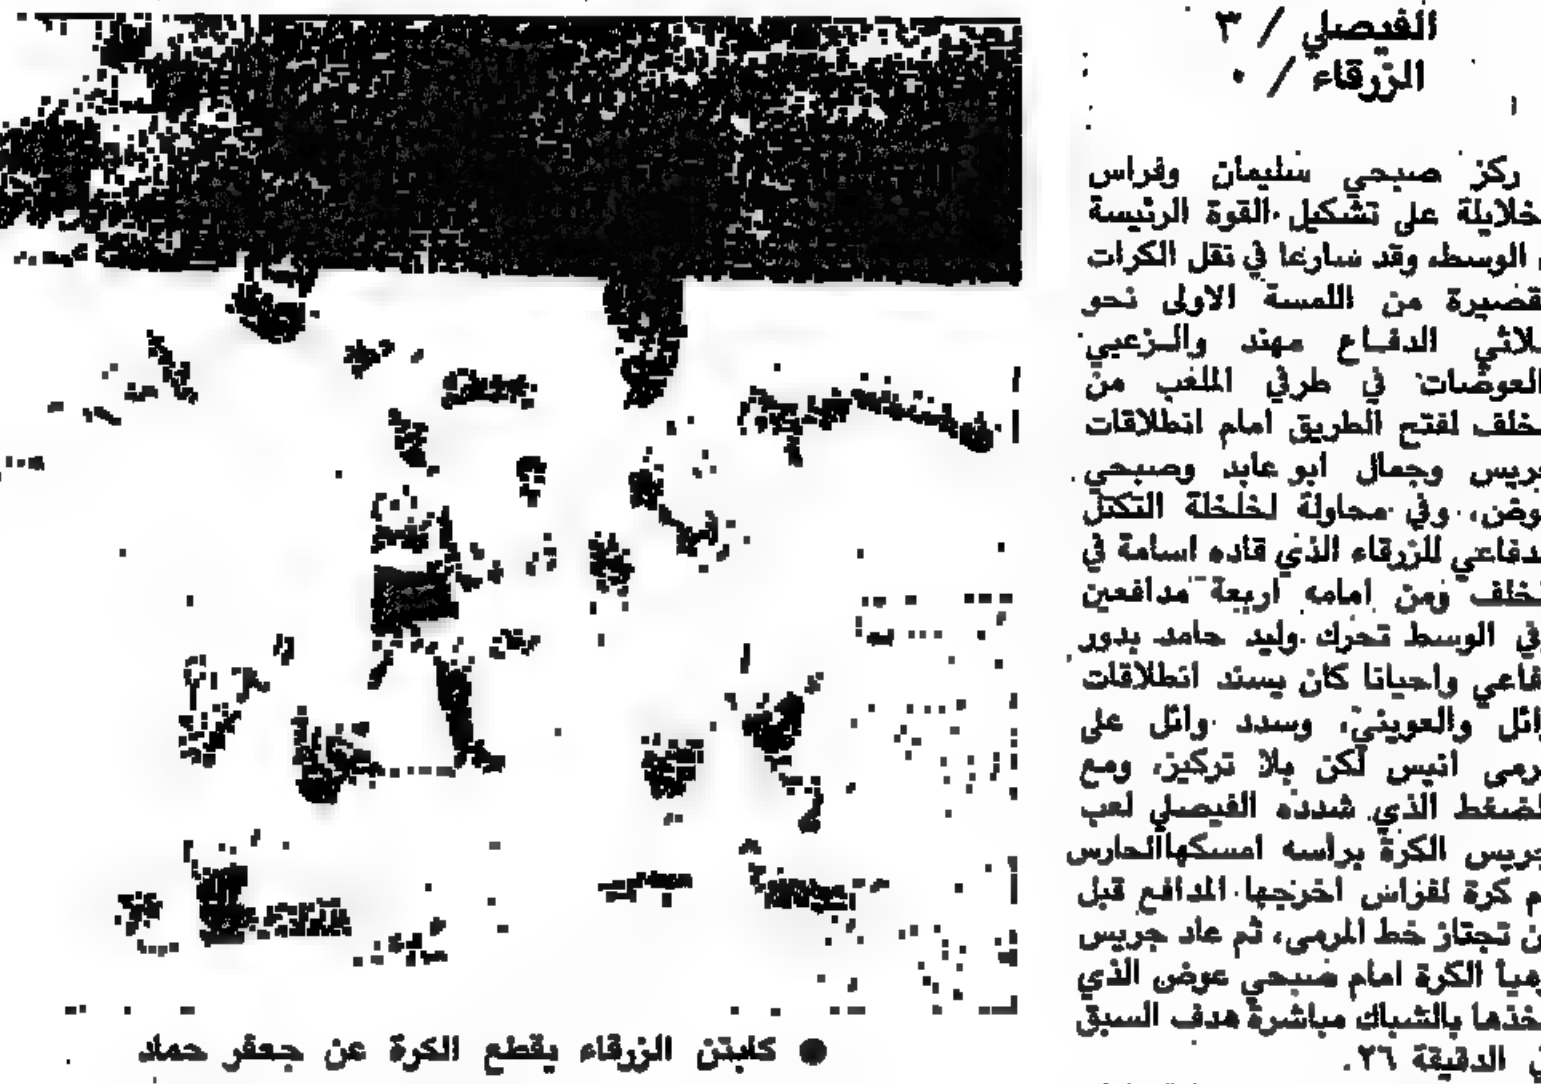 الفيصلي / ٣
الزرقاء / ٠
ركز صبحي سليمان وفراس
خلايلة على تشكيل القوة الرئيسة
الوسط، وقد سارعا في نقل الكرات
قصيرة من اللمسة الاولى نحو
الدفاع مهند والزعبي
العوضات في طرفي الملعب من
خلف لفتح الطريق امام انطلاقات
جريس وجمال ابو عابد وصبحي
عوض، وفي محاولة لخلخلة التكتل
دفاعي للزرقاء الذي قاده اسامة في
خلف ومن امامه اربعة مدافعين
في الوسط تحرك وليد حامد بدور
فاعي واحيانا كان يسند انطلاقات
وائل والعويني، وسدد وائل على
مرمى انيس لكن بلا تركيز، ومع
لضغط الذي شدده الفيصلي لعب
جريس الكرة براسه امسكها الحارس
كرة لفراس اخرجها المدافع قبل
ن تجتاز خط المرمى، ثم عاد جريس
هيأ الكرة امام صبحي عوض الذي
بالشباك مباشرة هدف السبق
الدقيقة ٢٦.
● كابتن الزرقاء يقطع الكرة عن جعفر حماد